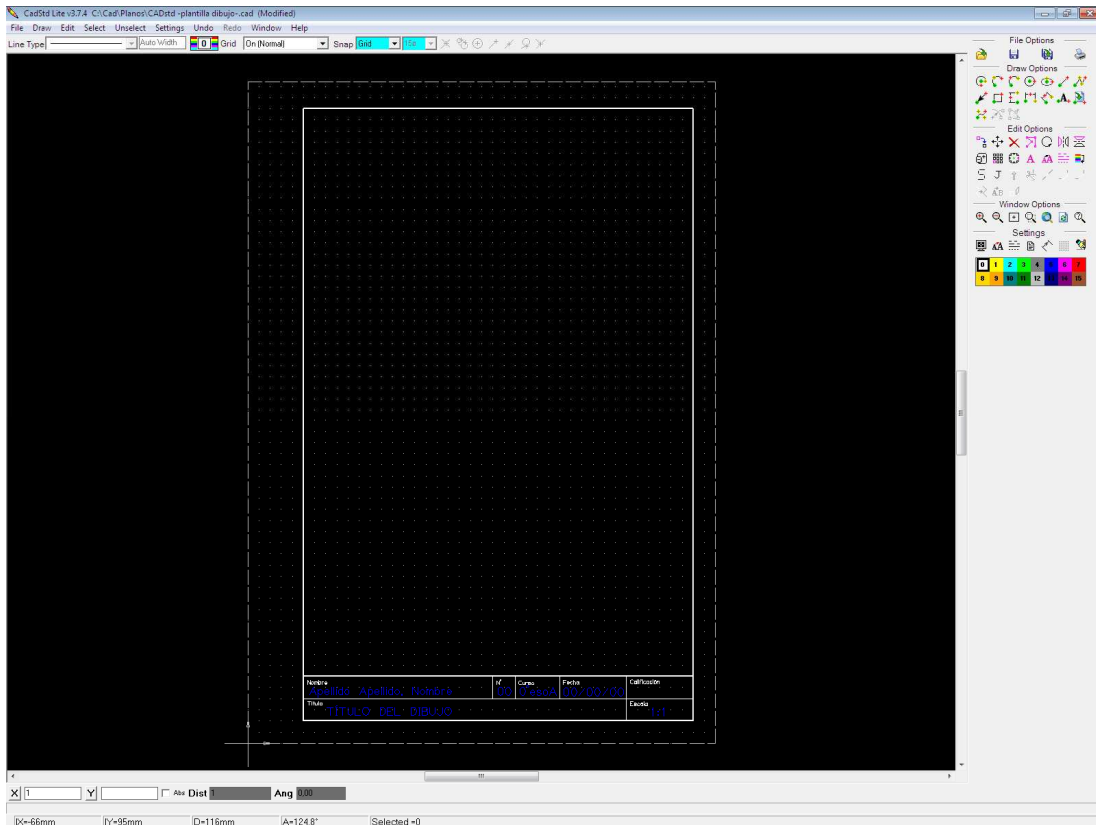 CadStd Lite v3.7.4 C:\Cad\Planos\CADstd -plantilla dibujo-.cad (Modified)
File Draw Edit Select Unselect Settings Undo Redo Window Help
Line Type Auto Width 0 Grid On (Normal) Snap Grid 15°
File Options
Draw Options
Edit Options
Window Options
Settings
0 1 2 3 4 5 6 7
8 9 10 11 12 14 15
Nombre Nº Curso Fecha Calificación
Apellido Apellido, Nombre 00 00/00/00
Título Escala
TÍTULO DEL DIBUJO 1/1
X 1 Y Abs Dist 1 Ang 0,00
X=-66mm Y=95mm D=116mm A=124.8° Selected =0